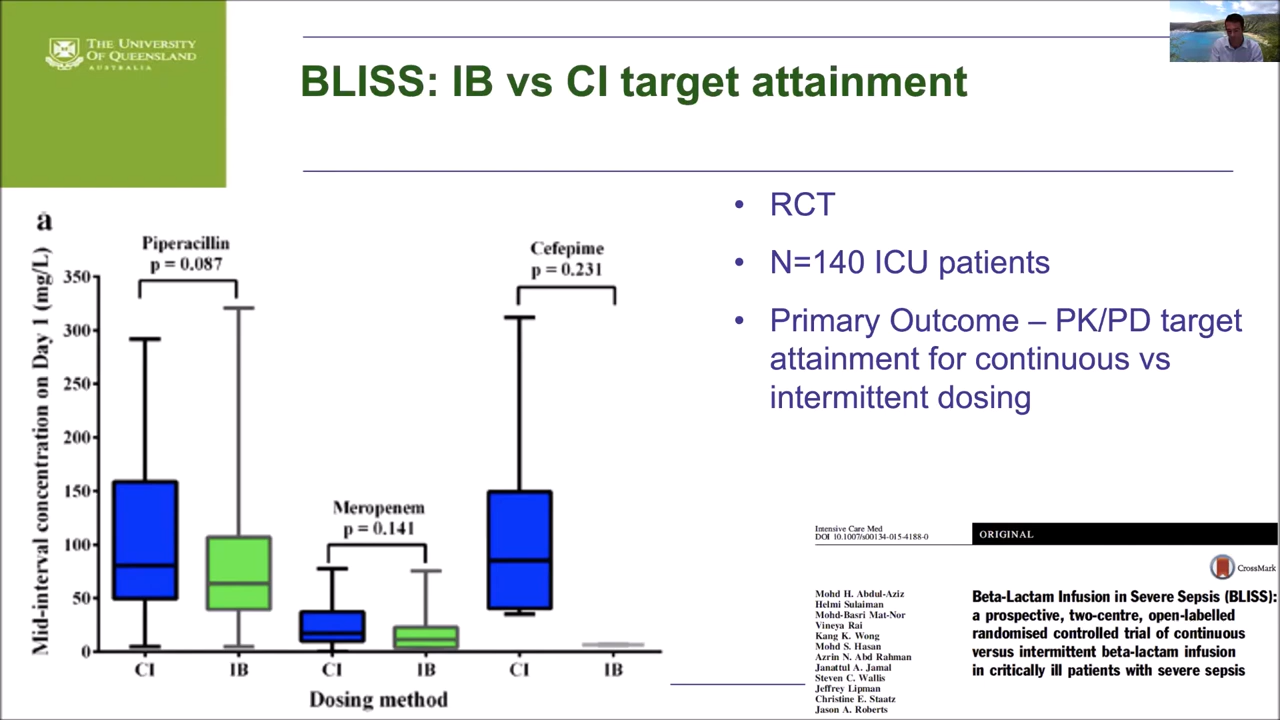 THE UNIVERSITY
OF QUEENSLAND
AUSTRALIA
BLISS: IB vs CI target attainment
a
Piperacillin
p = 0.087
Cefepime
p = 0.231
Meropenem
p = 0.141
Mid-interval concentration on Day 1 (mg/L)
350
300
250
200
150
100
50
0
CI IB CI IB CI IB
Dosing method
• RCT
• N=140 ICU patients
• Primary Outcome – PK/PD target
attainment for continuous vs
intermittent dosing
Intensive Care Med
DOI 10.1007/s00134-015-4188-0
ORIGINAL
CrossMark
Mohd H. Abdul-Aziz
Helmi Sulaiman
Mohd-Basri Mat-Nor
Vineya Rai
Kang K. Wong
Mohd S. Hasan
Azrin N. Abd Rahman
Janattul A. Jamal
Steven C. Wallis
Jeffrey Lipman
Christine E. Staatz
Jason A. Roberts
Beta-Lactam Infusion in Severe Sepsis (BLISS):
a prospective, two-centre, open-labelled
randomised controlled trial of continuous
versus intermittent beta-lactam infusion
in critically ill patients with severe sepsis